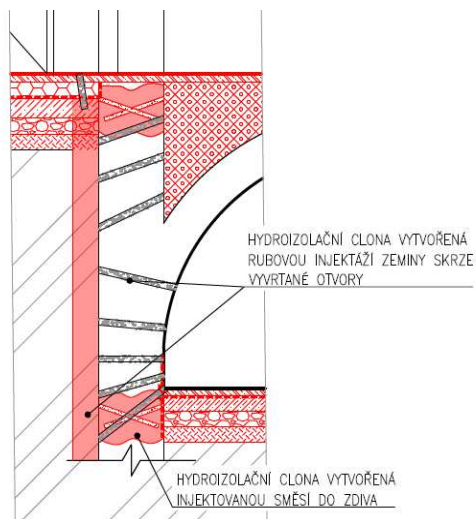 HYDROIZOLAČNÍ CLONA VYTVOŘENÁ
RUBOVOU INJEKTÁŽÍ ZEMINY SKRZE
VYVRTANÉ OTVORY
HYDROIZOLAČNÍ CLONA VYTVOŘENÁ
INJEKTOVANOU SMĚSÍ DO ZDIVA